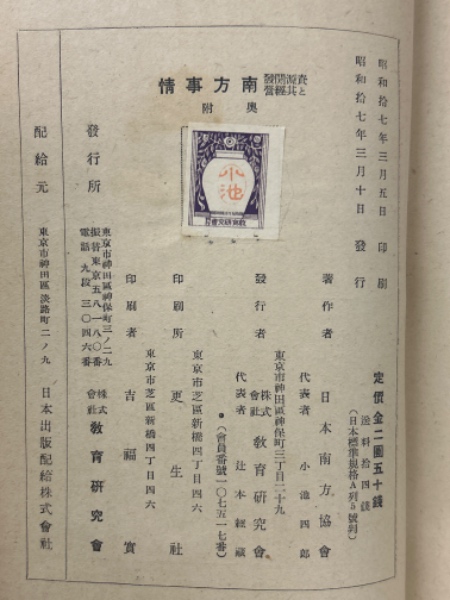 南方事情 資源開發と其經營
奥附
昭和拾七年三月五日 印刷
昭和拾七年三月十日 發行
定價金二圓五十錢
送料拾四錢
(日本標準規格A列5號判)
著作者 日本南方協會
代表者 小池四郎
東京市神田區神保町三丁目二十九
發行者 株式會社 教育研究會
代表者 辻本經藏
(會員番號一〇七五一七番)
東京市芝區新橋四丁目四六
印刷所 更生社
東京市芝區新橋四丁目四六
印刷者 吉福實
發行所
東京市神田區神保町三ノ二九
振替東京五八一八〇番
電話九段三〇四六番
株式會社 教育研究會
配給元 東京市神田區淡路町二ノ九 日本出版配給株式會社
小池